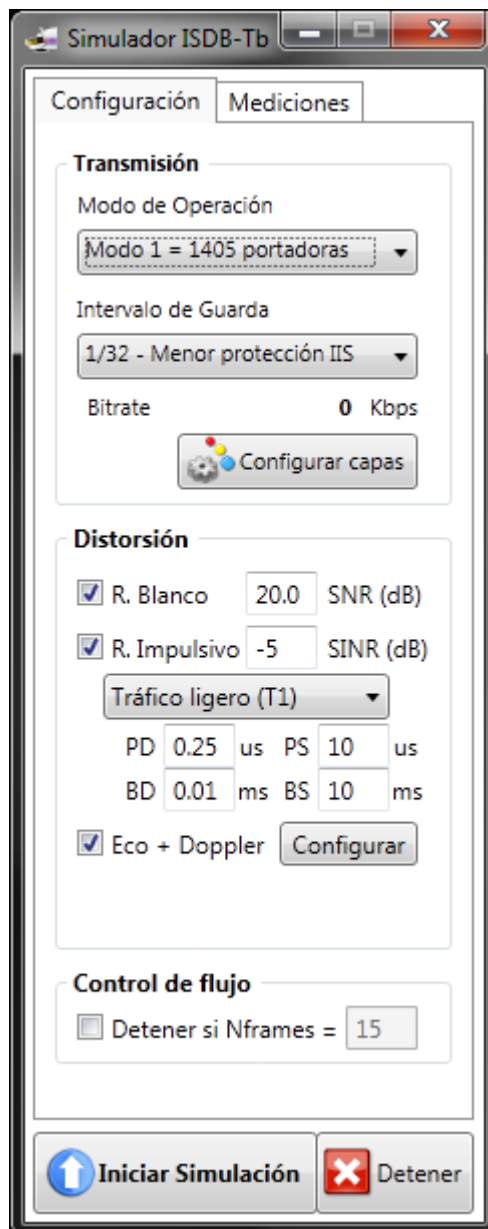 Simulador ISDB-Tb
Configuración Mediciones
Transmisión
Modo de Operación
Modo 1 = 1405 portadoras
Intervalo de Guarda
1/32 - Menor protección IIS
Bitrate 0 Kbps
Configurar capas
Distorsión
R. Blanco 20.0 SNR (dB)
R. Impulsivo -5 SINR (dB)
Tráfico ligero (T1)
PD 0.25 us PS 10 us
BD 0.01 ms BS 10 ms
Eco + Doppler Configurar
Control de flujo
Detener si Nframes = 15
Iniciar Simulación Detener